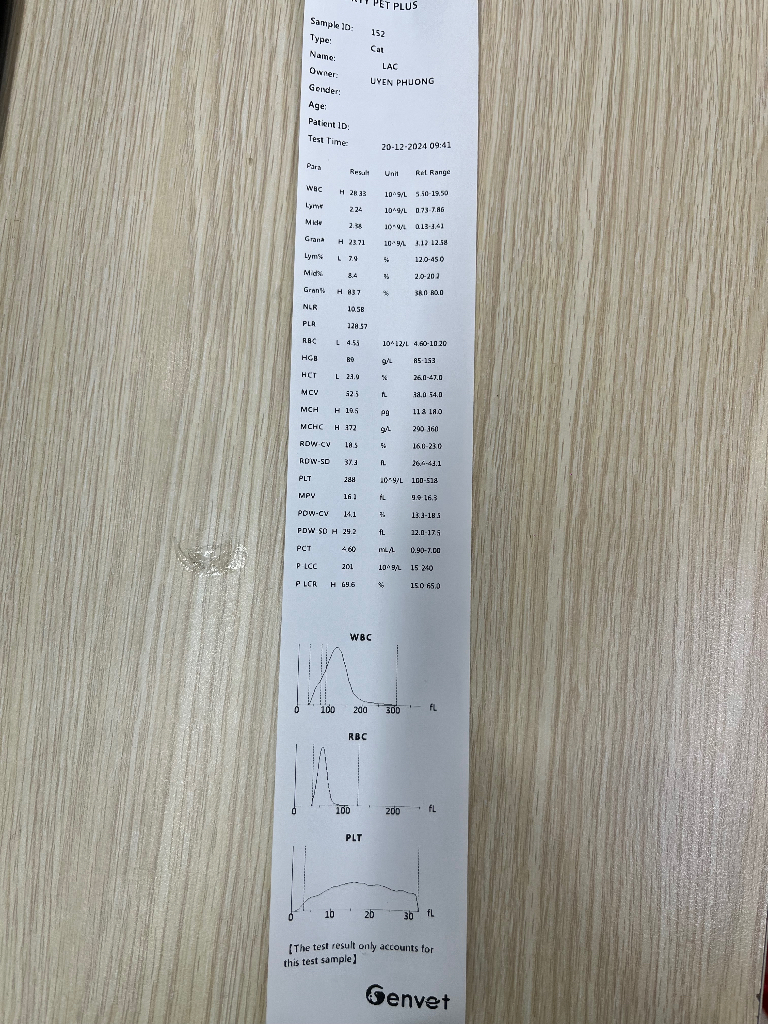 PET PLUS
Sample ID: 152
Type: Cat
Name: LAC
Owner: UYEN PHUONG
Gender:
Age:
Patient ID:
Test Time: 20-12-2024 09:41
Para Result Unit Ref. Range
WBC H 28.33 10^9/L 5.50-19.50
Lym# 2.24 10^9/L 0.73-7.86
Mid# 2.38 10^9/L 0.13-3.41
Gran# H 23.71 10^9/L 3.12-12.58
Lym% L 7.9 % 12.0-45.0
Mid% 8.4 % 2.0-20.2
Gran% H 83.7 % 38.0-80.0
NLR 10.58
PLR 128.57
RBC L 4.55 10^12/L 4.60-10.20
HGB 89 g/L 85-153
HCT L 23.9 % 26.0-47.0
MCV 52.5 fL 38.0-54.0
MCH H 19.5 pg 11.8-18.0
MCHC H 372 g/L 290-360
RDW-CV 18.5 % 16.0-23.0
RDW-SD 37.3 fL 26.4-43.1
PLT 288 10^9/L 100-518
MPV 16.1 fL 9.9-16.3
PDW-CV 14.1 % 13.3-18.5
PDW-SD H 29.2 fL 12.0-17.5
PCT 4.60 mL/L 0.90-7.00
P-LCC 201 10^9/L 15-240
P-LCR H 69.6 % 15.0-65.0
WBC
0 100 200 300 fL
RBC
0 100 200 fL
PLT
0 10 20 30 fL
【The test result only accounts for
this test sample】
Genvet